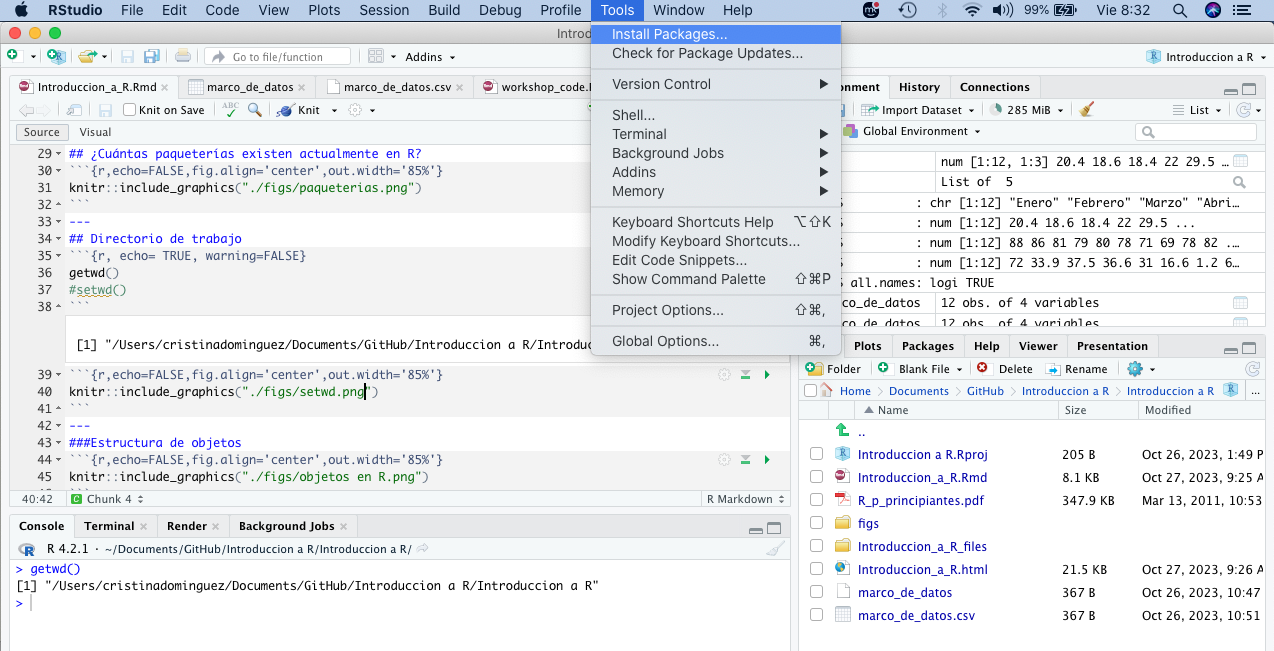 RStudio File Edit Code View Plots Session Build Debug Profile Tools Window Help 99% Vie 8:32
Install Packages...
Check for Package Updates...
Version Control
Shell...
Terminal
Background Jobs
Addins
Memory
Keyboard Shortcuts Help ⌥⇧K
Modify Keyboard Shortcuts...
Edit Code Snippets...
Show Command Palette ⇧⌘P
Project Options... ⇧⌘,
Global Options... ⌘,
Go to file/function Addins Introduccion a R
Introduccion_a_R.Rmd marco_de_datos marco_de_datos.csv
Knit on Save ABC Knit
Source Visual
29 ## ¿Cuántas paqueterías existen actualmente en R?
30 ```{r,echo=FALSE,fig.align='center',out.width='85%'}
31 knitr::include_graphics("./figs/paqueterias.png")
32 ```
33 ---
34 ## Directorio de trabajo
35 ```{r, echo= TRUE, warning=FALSE}
36 getwd()
37 #setwd()
38 ```
[1] "/Users/cristinadominguez/Documents/GitHub/Introduccion a R/
39 ```{r,echo=FALSE,fig.align='center',out.width='85%'}
40 knitr::include_graphics("./figs/setwd.png")
41 ```
42 ---
43 ###Estructura de objetos
44 ```{r,echo=FALSE,fig.align='center',out.width='85%'}
45 knitr::include_graphics("./figs/objetos en R.png")
40:42 C Chunk 4 R Markdown
Console Terminal Render Background Jobs
R 4.2.1 · ~/Documents/GitHub/Introduccion a R/Introduccion a R/
> getwd()
[1] "/Users/cristinadominguez/Documents/GitHub/Introduccion a R/Introduccion a R"
>
History Connections
Import Dataset 285 MiB List
Global Environment
num [1:12, 1:3] 20.4 18.6 18.4 22 29.5 …
List of 5
: chr [1:12] "Enero" "Febrero" "Marzo" "Abri…
: num [1:12] 20.4 18.6 18.4 22 29.5 ...
: num [1:12] 88 86 81 79 80 78 71 69 78 82 ...
: num [1:12] 72 33.9 37.5 36.6 31 16.6 1.2 6…
all.names: logi TRUE
12 obs. of 4 variables
12 obs. of 4 variables
Plots Packages Help Viewer Presentation
Folder Blank File Delete Rename
Home Documents GitHub Introduccion a R Introduccion a R ...
Name Size Modified
..
Introduccion a R.Rproj 205 B Oct 26, 2023, 1:49 P
Introduccion_a_R.Rmd 8.1 KB Oct 27, 2023, 9:25 A
R_p_principiantes.pdf 347.9 KB Mar 13, 2011, 10:53
figs
Introduccion_a_R_files
Introduccion_a_R.html 21.5 KB Oct 27, 2023, 9:26 A
marco_de_datos 367 B Oct 26, 2023, 10:47
marco_de_datos.csv 367 B Oct 26, 2023, 10:51